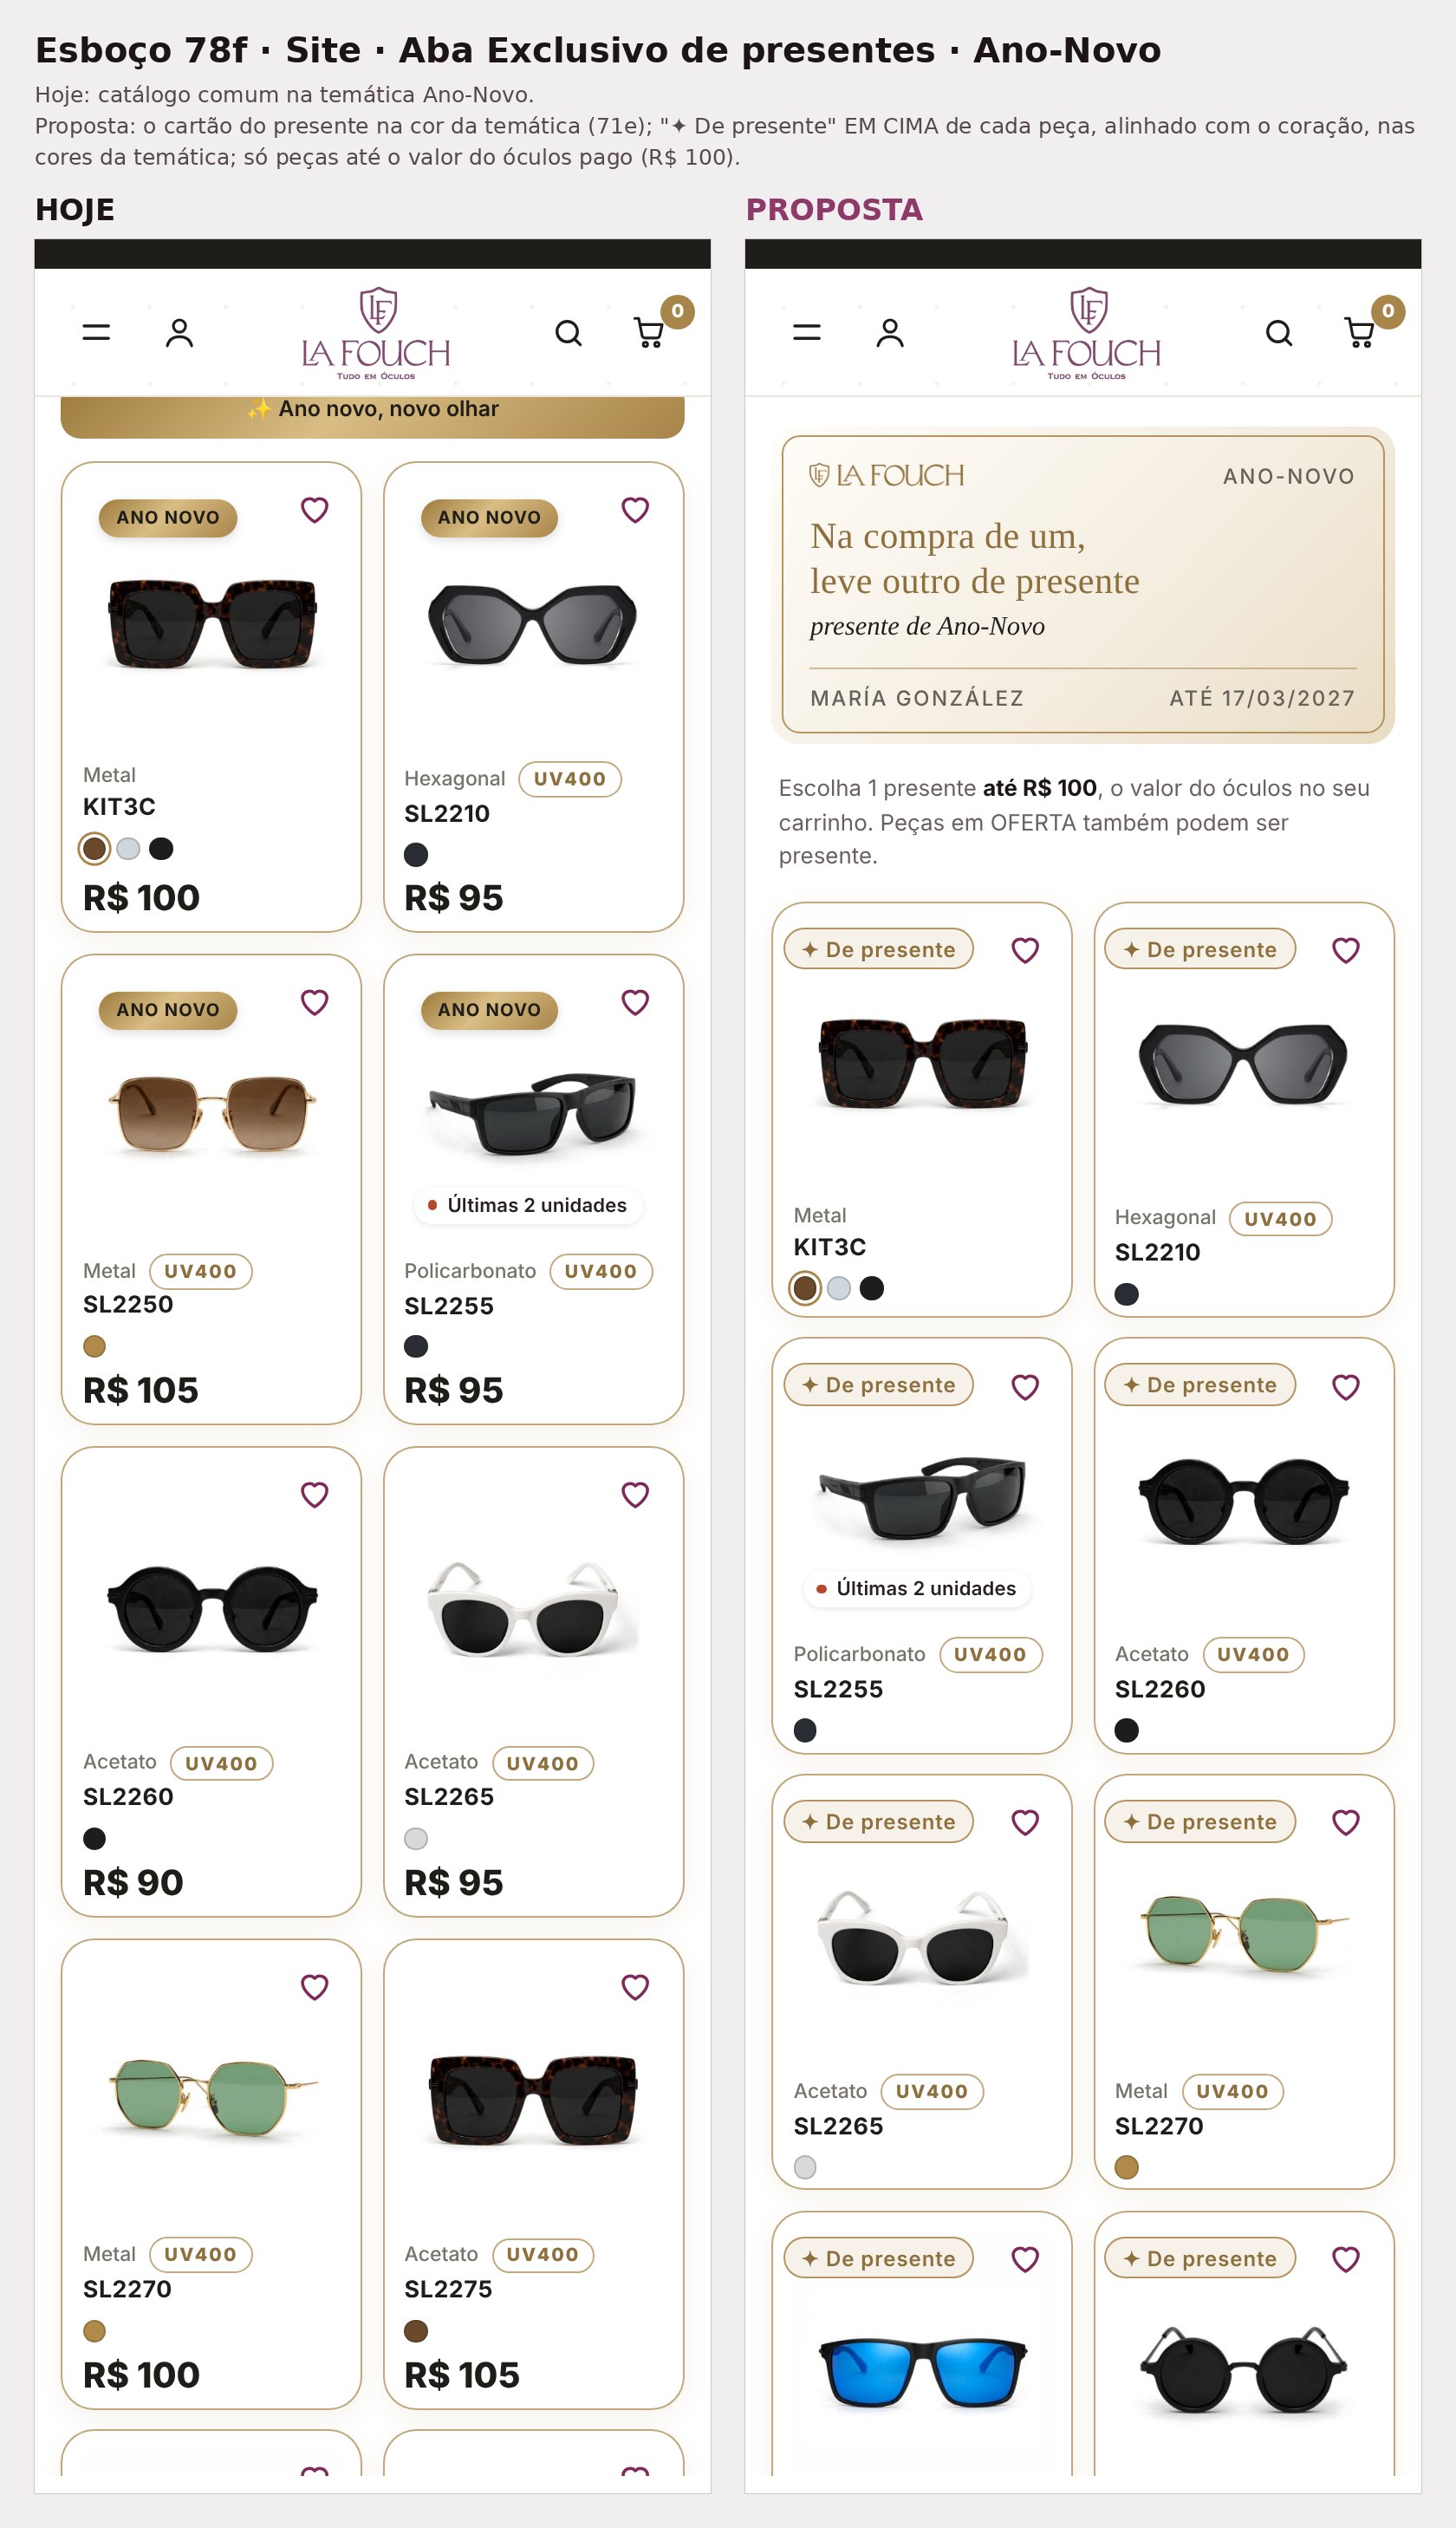 Esboço 78f · Site · Aba Exclusivo de presentes · Ano-Novo
Hoje: catálogo comum na temática Ano-Novo.
Proposta: o cartão do presente na cor da temática (71e); "✦ De presente" EM CIMA de cada peça, alinhado com o coração, nas
cores da temática; só peças até o valor do óculos pago (R$ 100).
HOJE
LF
LA FOUCH
TUDO EM ÓCULOS
0
✨ Ano novo, novo olhar
ANO NOVO
ANO NOVO
Metal
Hexagonal UV400
KIT3C
SL2210
R$ 100
R$ 95
ANO NOVO
ANO NOVO
Últimas 2 unidades
Metal UV400
Policarbonato UV400
SL2250
SL2255
R$ 105
R$ 95
Acetato UV400
Acetato UV400
SL2260
SL2265
R$ 90
R$ 95
Metal UV400
Acetato UV400
SL2270
SL2275
R$ 100
R$ 105
PROPOSTA
LF
LA FOUCH
TUDO EM ÓCULOS
0
LA FOUCH
ANO-NOVO
Na compra de um,
leve outro de presente
presente de Ano-Novo
MARÍA GONZÁLEZ
ATÉ 17/03/2027
Escolha 1 presente até R$ 100, o valor do óculos no seu
carrinho. Peças em OFERTA também podem ser
presente.
✦ De presente
✦ De presente
Metal
Hexagonal UV400
KIT3C
SL2210
✦ De presente
✦ De presente
Últimas 2 unidades
Policarbonato UV400
Acetato UV400
SL2255
SL2260
✦ De presente
✦ De presente
Acetato UV400
Metal UV400
SL2265
SL2270
✦ De presente
✦ De presente